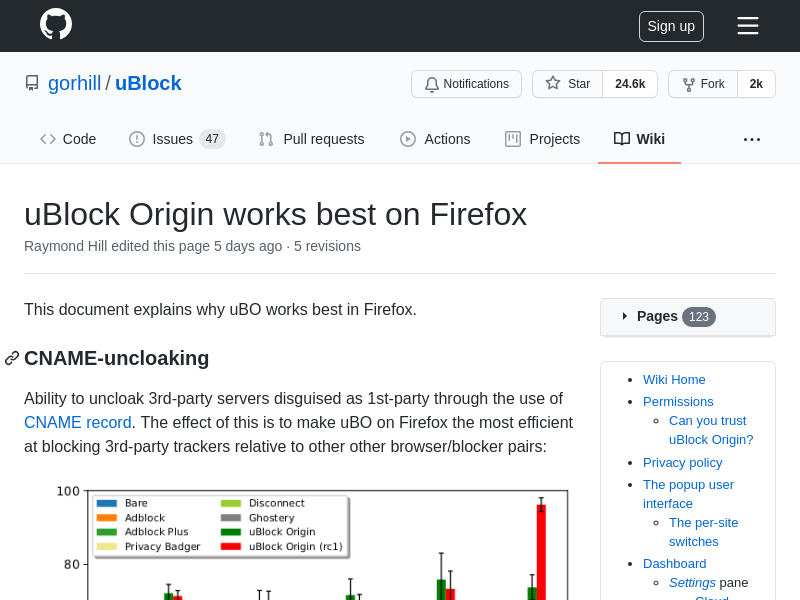 Sign up
gorhill / uBlock
Notifications
Star 24.6k
Fork 2k
Code
Issues 47
Pull requests
Actions
Projects
Wiki
uBlock Origin works best on Firefox
Raymond Hill edited this page 5 days ago · 5 revisions
This document explains why uBO works best in Firefox.
CNAME-uncloaking
Ability to uncloak 3rd-party servers disguised as 1st-party through the use of
CNAME record. The effect of this is to make uBO on Firefox the most efficient
at blocking 3rd-party trackers relative to other other browser/blocker pairs:
100
80
Bare
Adblock
Adblock Plus
Privacy Badger
Disconnect
Ghostery
uBlock Origin
uBlock Origin (rc1)
Pages 123
Wiki Home
Permissions
Can you trust
uBlock Origin?
Privacy policy
The popup user
interface
The per-site
switches
Dashboard
Settings pane
Cloud